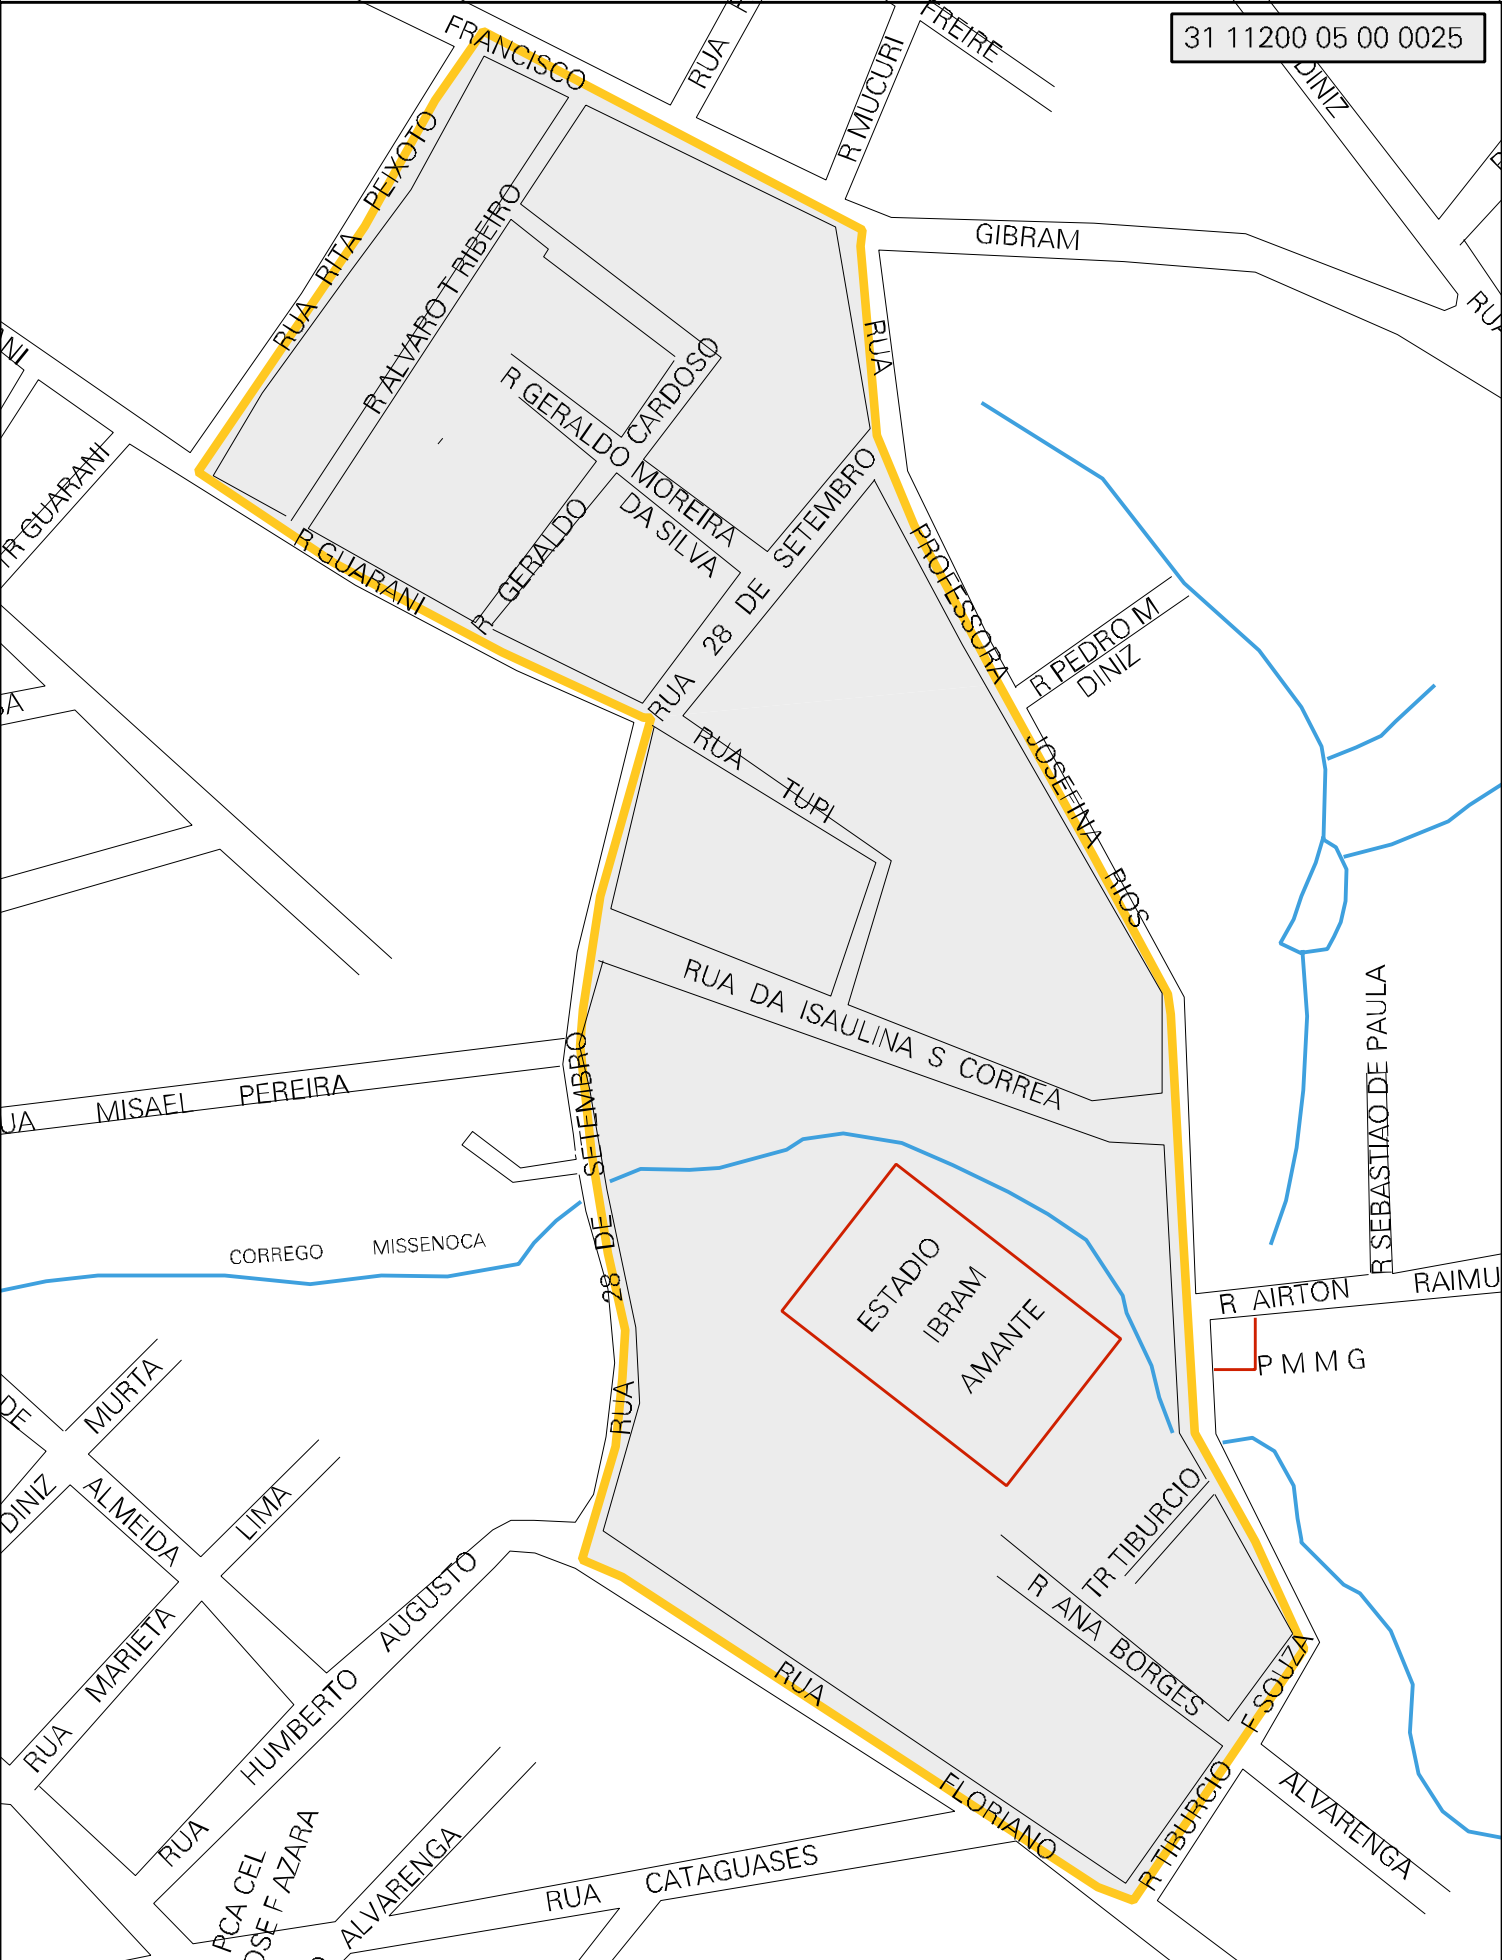 31 11200 05 00 0025
FRANCISCO
RUA
R MUCURI
FREIRE
DINIZ
GIBRAM
RUA RITA PEIXOTO
R ALVARO T RIBEIRO
R GERALDO MOREIRA
DA SILVA
R GERALDO CARDOSO
R GUARANI
TR GUARANI
RUA 28 DE SETEMBRO
RUA PROFESSORA JOSEFINA RIOS
R PEDRO M
DINIZ
RUA TUPI
RUA DA ISAULINA S CORREA
MISAEL PEREIRA
RUA 28 DE SETEMBRO
CORREGO MISSENOCA
ESTADIO
IBRAM
AMANTE
R SEBASTIAO DE PAULA
R AIRTON RAIMU
P M M G
DE
MURTA
DINIZ
ALMEIDA
LIMA
RUA MARIETA
RUA HUMBERTO AUGUSTO
TR TIBURCIO
R ANA BORGES
R TIBURCIO F SOUZA
ALVARENGA
RUA FLORIANO
RUA CATAGUASES
ALVARENGA
PCA CEL
OSE F AZARA